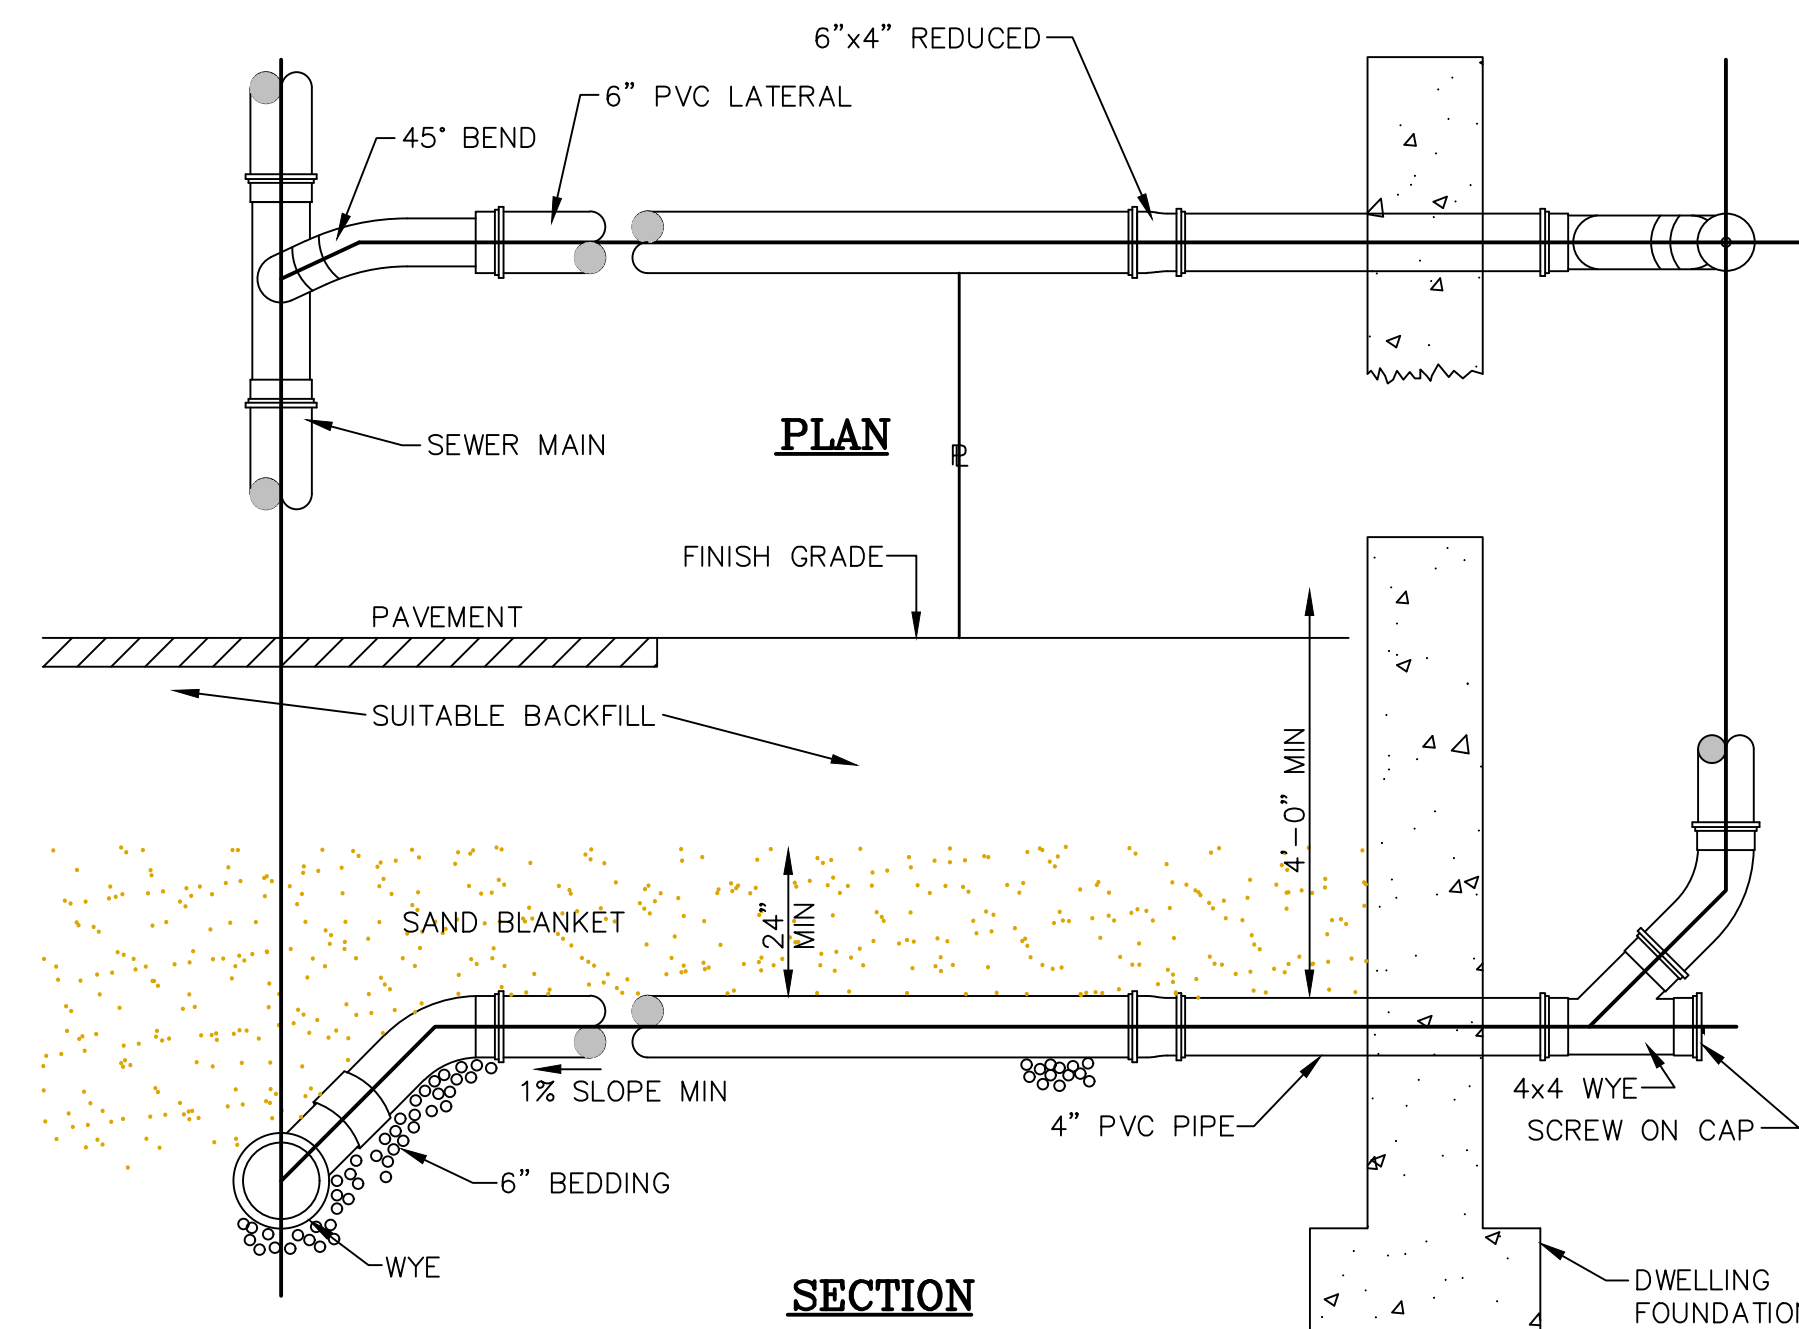 6”x4” REDUCED
6” PVC LATERAL
45° BEND
SEWER MAIN
PLAN
PL
FINISH GRADE
PAVEMENT
SUITABLE BACKFILL
4’-0” MIN
SAND BLANKET
24”
MIN
1% SLOPE MIN
4x4 WYE
4” PVC PIPE
SCREW ON CAP
6” BEDDING
WYE
SECTION
DWELLING
FOUNDATION